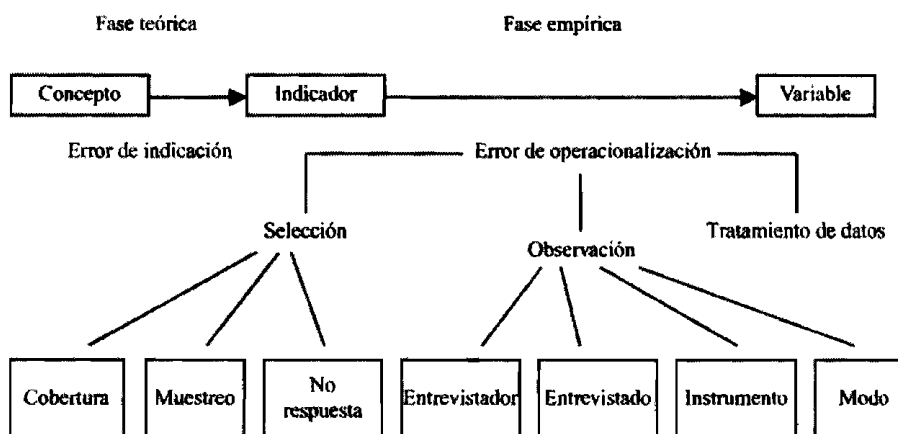 Fase teórica
Fase empírica
Concepto
Indicador
Variable
Error de indicación
Error de operacionalización
Selección
Observación
Tratamiento de datos
Cobertura
Muestreo
No
respuesta
Entrevistador
Entrevistado
Instrumento
Modo